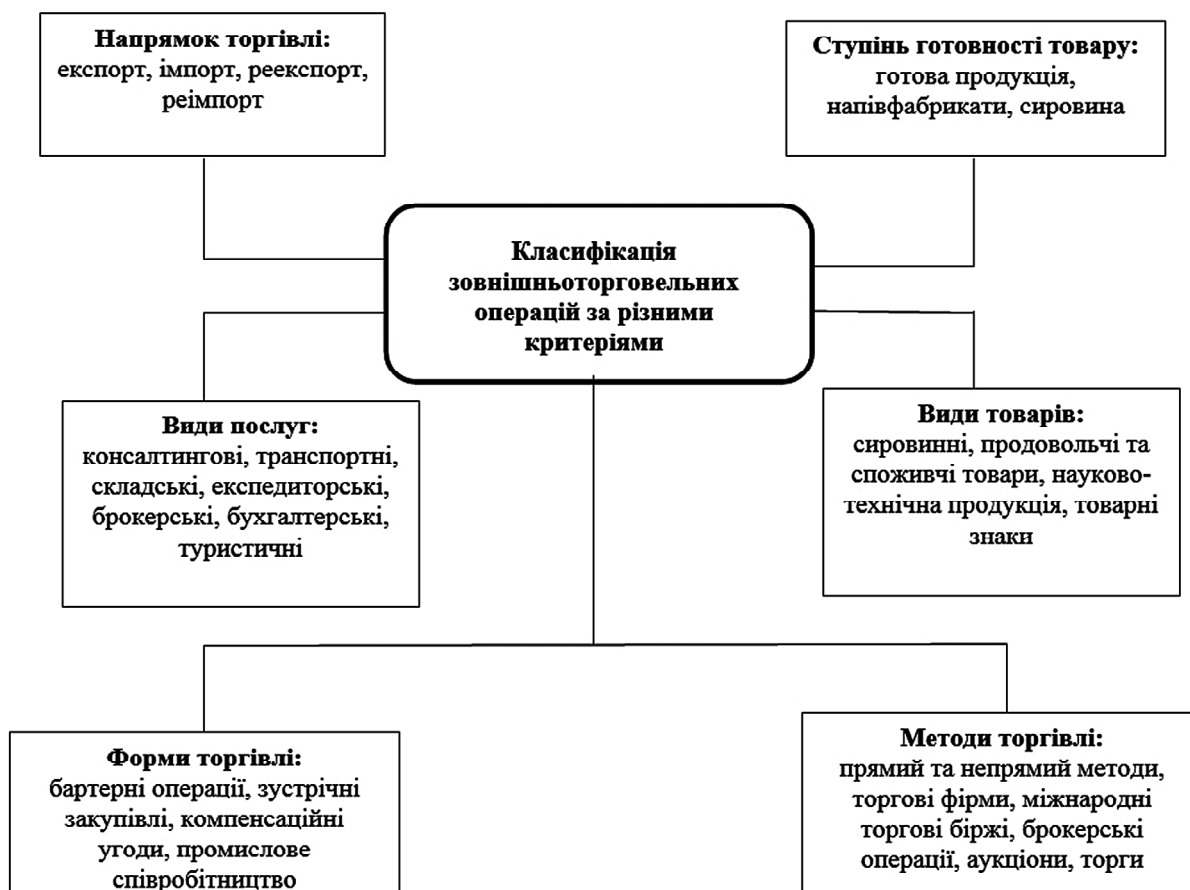 Напрямок торгівлі:
експорт, імпорт, реекспорт,
реімпорт
Ступінь готовності товару:
готова продукція,
напівфабрикати, сировина
Класифікація
зовнішньоторговельних
операцій за різними
критеріями
Види послуг:
консалтингові, транспортні,
складські, експедиторські,
брокерські, бухгалтерські,
туристичні
Види товарів:
сировинні, продовольчі та
споживчі товари, науково-
технічна продукція, товарні
знаки
Форми торгівлі:
бартерні операції, зустрічні
закупівлі, компенсаційні
угоди, промислове
співробітництво
Методи торгівлі:
прямий та непрямий методи,
торгові фірми, міжнародні
торгові біржі, брокерські
операції, аукціони, торги